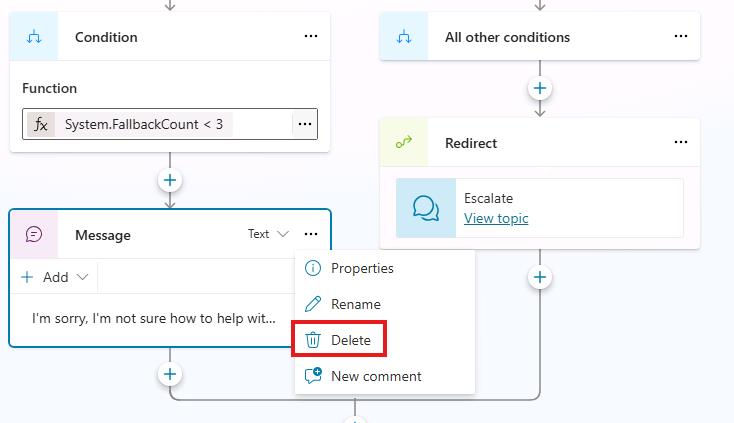 Condition
Function
fx System.FallbackCount < 3
Message
Text
Add
I'm sorry, I'm not sure how to help wit...
All other conditions
Redirect
Escalate
View topic
Properties
Rename
Delete
New comment